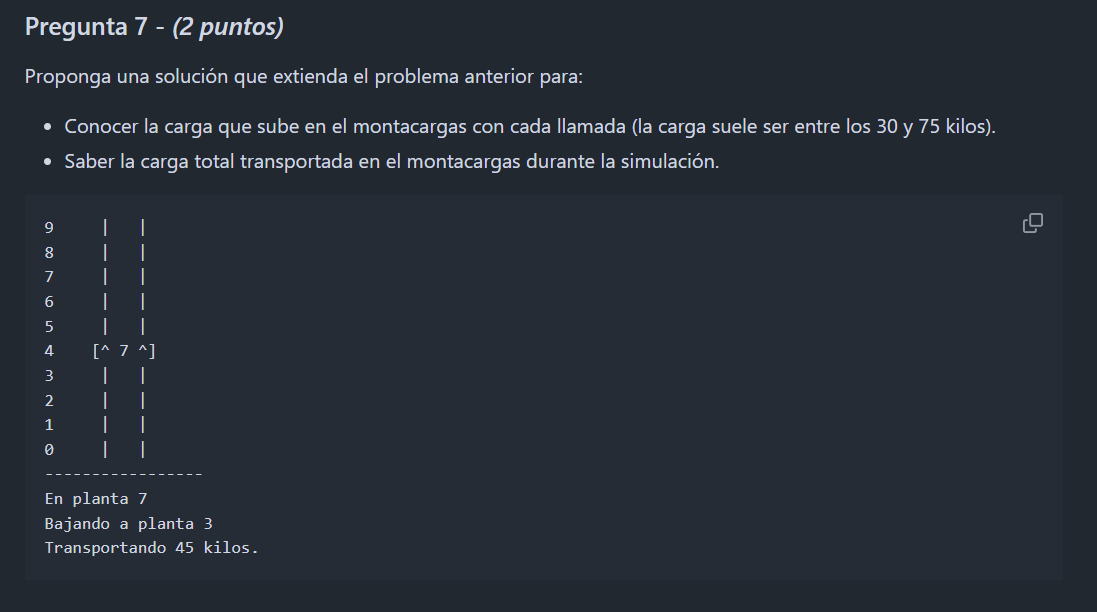 Pregunta 7 - (2 puntos)
Proponga una solución que extienda el problema anterior para:
• Conocer la carga que sube en el montacargas con cada llamada (la carga suele ser entre los 30 y 75 kilos).
• Saber la carga total transportada en el montacargas durante la simulación.
9     |   |
8     |   |
7     |   |
6     |   |
5     |   |
4    [^ 7 ^]
3     |   |
2     |   |
1     |   |
0     |   |
-----------------
En planta 7
Bajando a planta 3
Transportando 45 kilos.